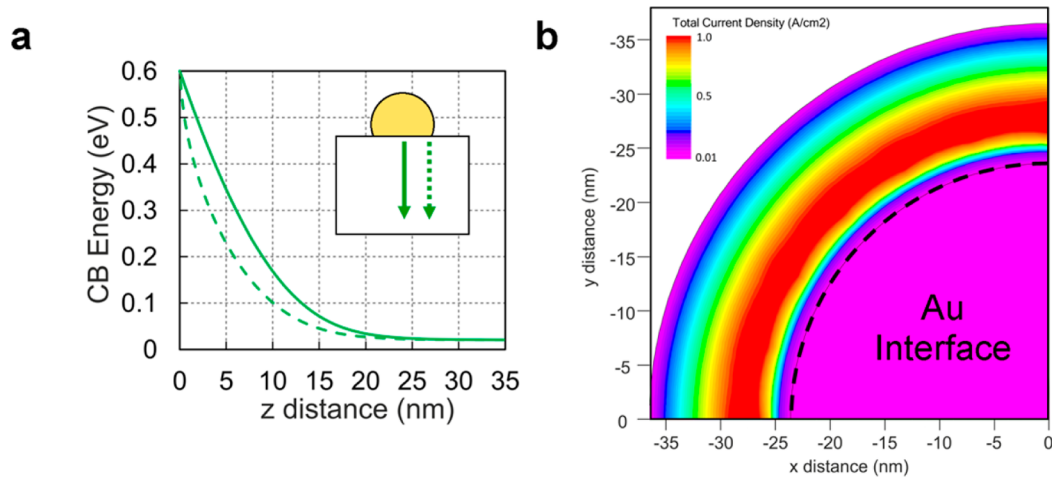 a
0.6
0.5
0.4
0.3
0.2
0.1
0
CB Energy (eV)
0 5 10 15 20 25 30 35
z distance (nm)
b
Total Current Density (A/cm2)
1.0
0.5
0.01
-35
-30
-25
-20
-15
-10
-5
0
y distance (nm)
Au
Interface
-35 -30 -25 -20 -15 -10 -5 0
x distance (nm)